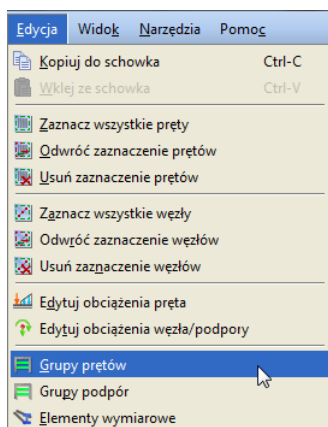 Edycja Widok Narzędzia Pomoc
Kopiuj do schowka Ctrl-C
Wklej ze schowka Ctrl-V
Zaznacz wszystkie pręty
Odwróć zaznaczenie prętów
Usuń zaznaczenie prętów
Zaznacz wszystkie węzły
Odwróć zaznaczenie węzłów
Usuń zaznaczenie węzłów
Edytuj obciążenia pręta
Edytuj obciążenia węzła/podpory
Grupy prętów
Grupy podpór
Elementy wymiarowe